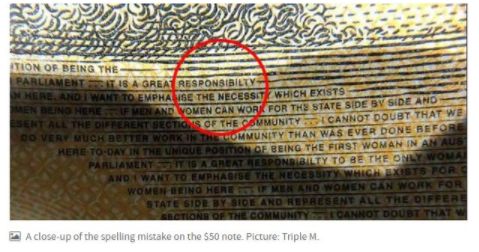 ITION OF BEING THE
PARLIAMENT --- IT IS A GREAT RESPONSIBILTY
N HERE, AND I WANT TO EMPHASISE THE NECESSITY WHICH EXISTS
MEN BEING HERE --- IF MEN AND WOMEN CAN WORK FOR THE STATE SIDE BY SIDE AND
ESENT ALL THE DIFFERENT SECTIONS OF THE COMMUNITY --- I CANNOT DOUBT THAT WE
DO VERY MUCH BETTER WORK IN THE COMMUNITY THAN WAS EVER DONE BEFORE
HERE TO-DAY IN THE UNIQUE POSITION OF BEING THE FIRST WOMAN IN AN AUS
PARLIAMENT --- IT IS A GREAT RESPONSIBILTY TO BE THE ONLY WOMA
AND I WANT TO EMPHASISE THE NECESSITY WHICH EXISTS FOR
WOMEN BEING HERE --- IF MEN AND WOMEN CAN WORK FOR
STATE SIDE BY SIDE AND REPRESENT ALL THE DIFFERE
SECTIONS OF THE COMMUNITY --- I CANNOT DOUBT THAT W
A close-up of the spelling mistake on the $50 note. Picture: Triple M.